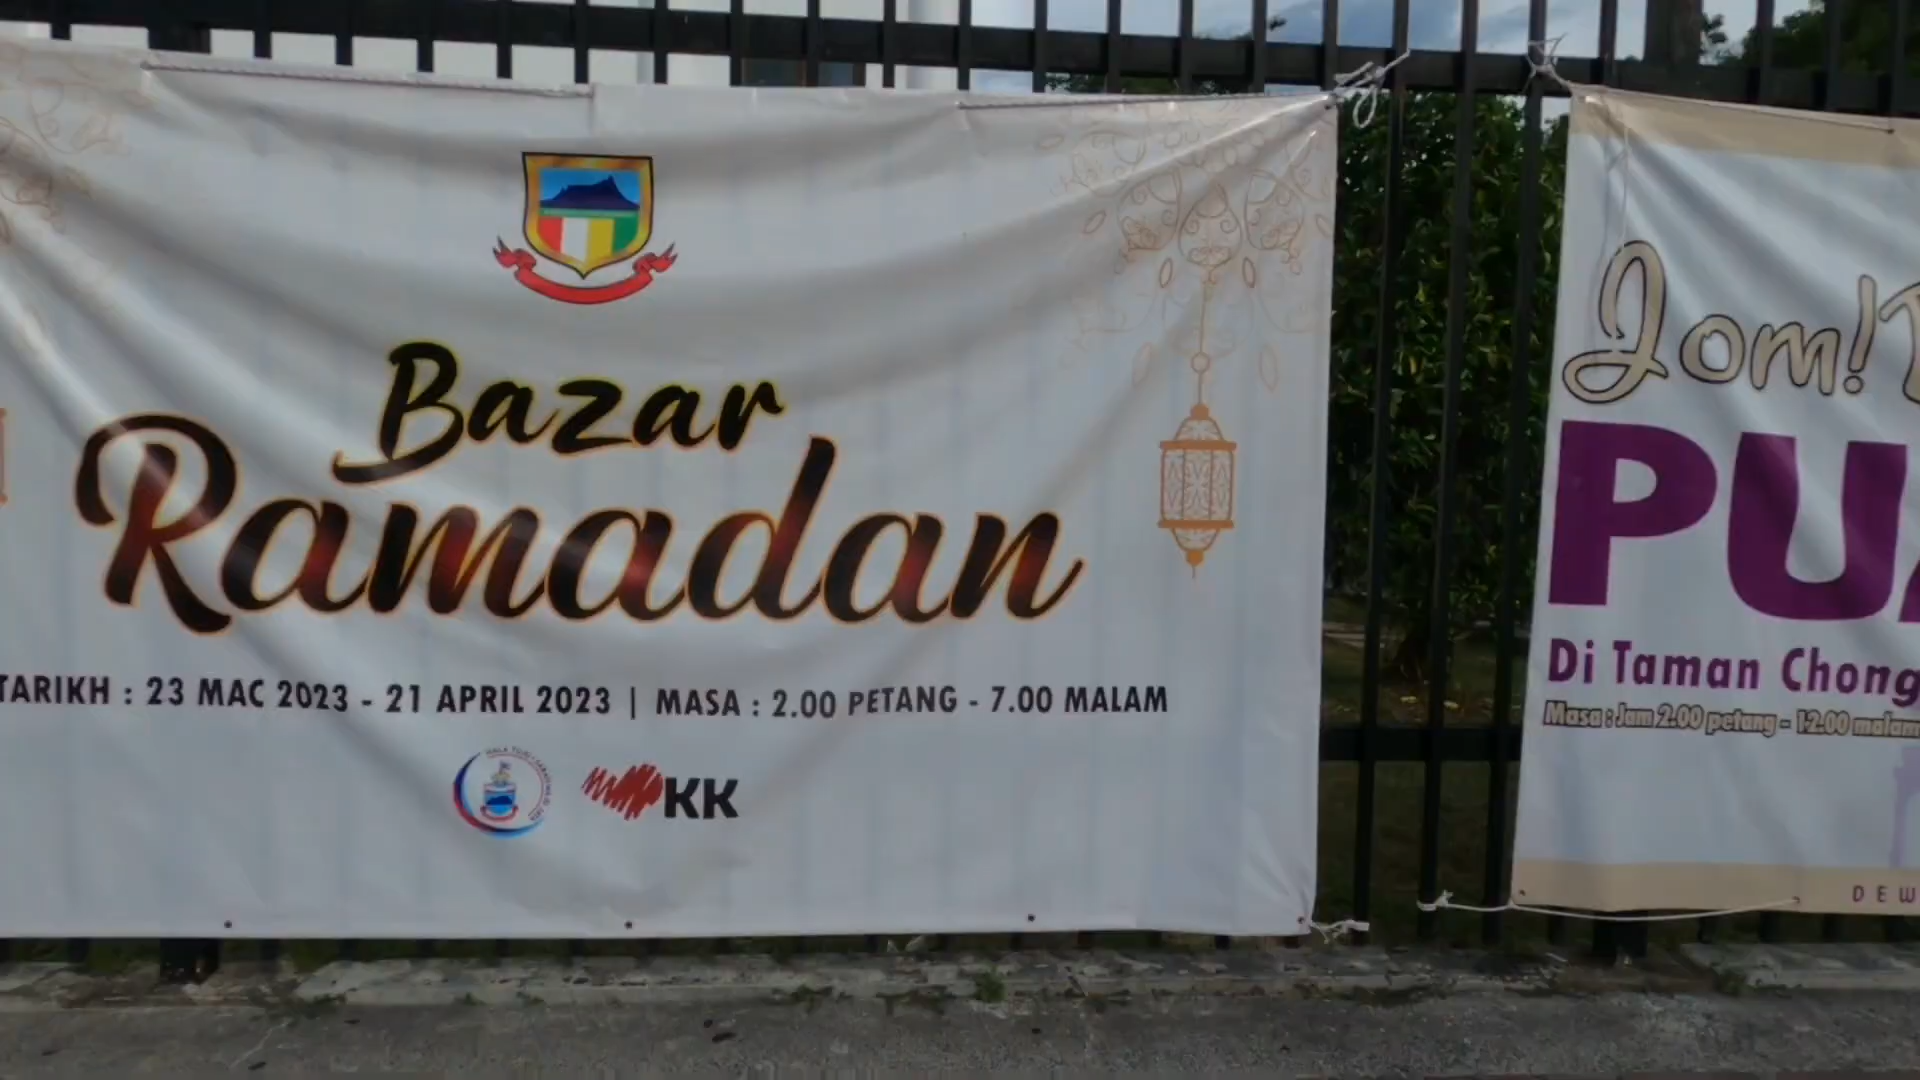 Bazar
Ramadan
TARIKH : 23 MAC 2023 - 21 APRIL 2023 | MASA : 2.00 PETANG - 7.00 MALAM
KK
Jom!
PU
Di Taman Chong
Masa : Jam 2.00 petang - 12.00 malam
DEW